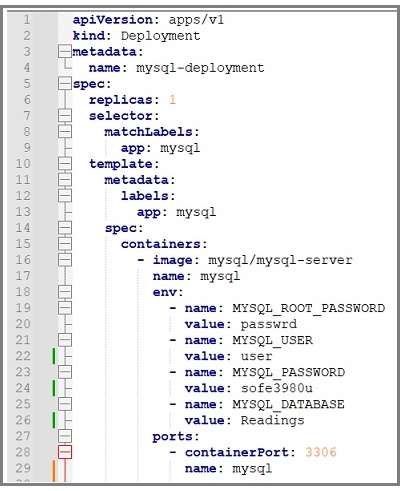 1 apiVersion: apps/v1
2 kind: Deployment
3 metadata:
4   name: mysql-deployment
5 spec:
6   replicas: 1
7   selector:
8     matchLabels:
9       app: mysql
10   template:
11     metadata:
12       labels:
13         app: mysql
14     spec:
15       containers:
16         - image: mysql/mysql-server
17           name: mysql
18           env:
19             - name: MYSQL_ROOT_PASSWORD
20               value: passwrd
21             - name: MYSQL_USER
22               value: user
23             - name: MYSQL_PASSWORD
24               value: sofe3980u
25             - name: MYSQL_DATABASE
26               value: Readings
27           ports:
28             - containerPort: 3306
29               name: mysql